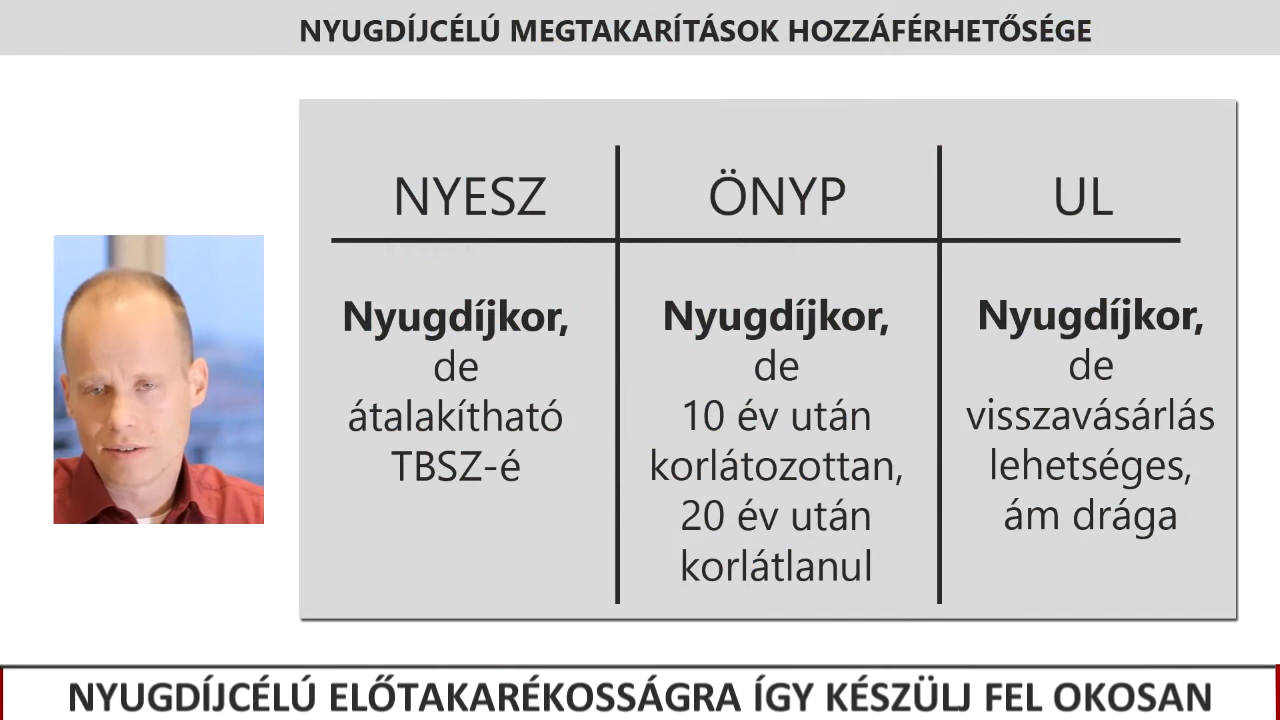 NYUGDÍJCÉLÚ MEGTAKARÍTÁSOK HOZZÁFÉRHETŐSÉGE
NYESZ
Nyugdíjkor,
de
átalakítható
TBSZ-é
ÖNYP
Nyugdíjkor,
de
10 év után
korlátozottan,
20 év után
korlátlanul
UL
Nyugdíjkor,
de
visszavásárlás
lehetséges,
ám drága
NYUGDÍJCÉLÚ ELŐTAKARÉKOSSÁGRA ÍGY KÉSZÜLJ FEL OKOSAN